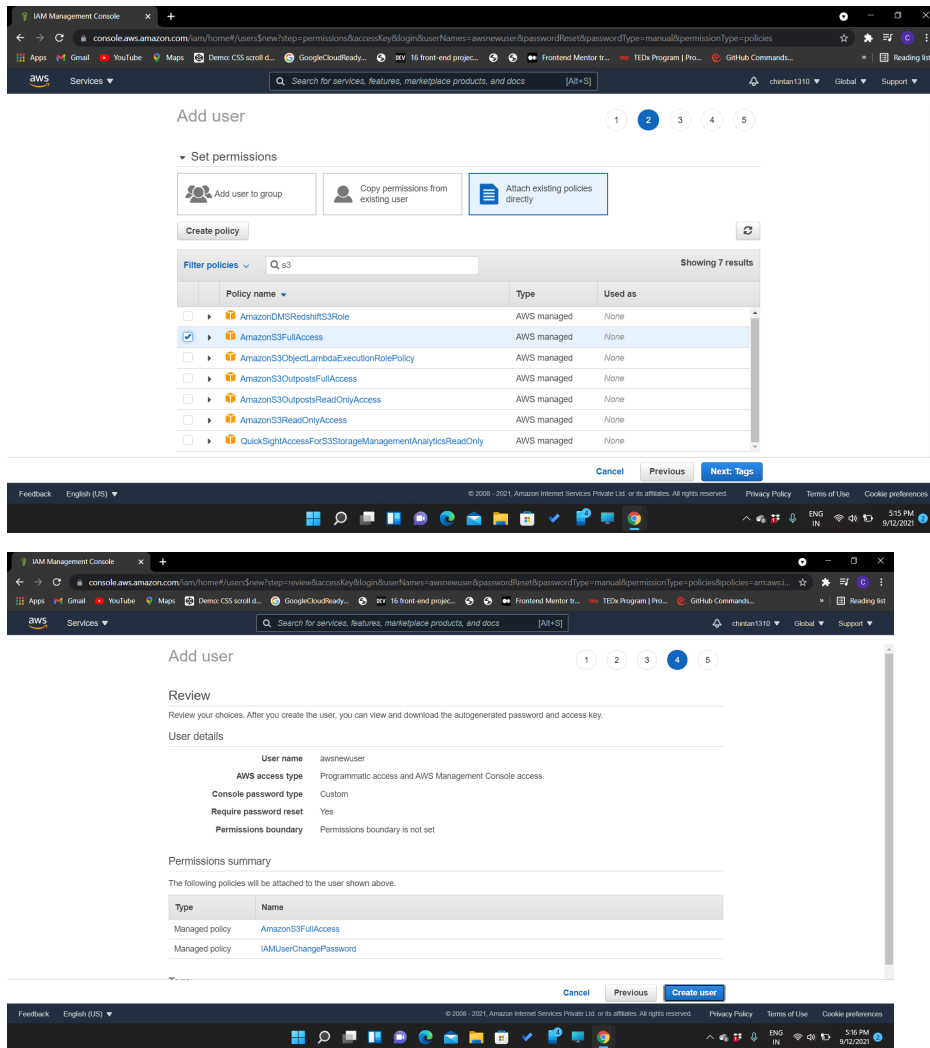 IAM Management Console
console.aws.amazon.com/iam/home#/users$new?step=permissions&accessKey&login&userNames=awsnewuser&passwordReset&passwordType=manual&permissionType=policies
Apps Gmail YouTube Maps Demo: CSS scroll d... GoogleCloudReady... DEV 16 front-end projec... Frontend Mentor tr... TEDx Program | Pro... GitHub Commands... » Reading list
aws Services Search for services, features, marketplace products, and docs [Alt+S] chintan1310 Global Support
Add user 1 2 3 4 5
Set permissions
Add user to group
Copy permissions from existing user
Attach existing policies directly
Create policy
Filter policies s3 Showing 7 results
Policy name Type Used as
AmazonDMSRedshiftS3Role AWS managed None
AmazonS3FullAccess AWS managed None
AmazonS3ObjectLambdaExecutionRolePolicy AWS managed None
AmazonS3OutpostsFullAccess AWS managed None
AmazonS3OutpostsReadOnlyAccess AWS managed None
AmazonS3ReadOnlyAccess AWS managed None
QuickSightAccessForS3StorageManagementAnalyticsReadOnly AWS managed None
Cancel Previous Next: Tags
Feedback English (US) © 2008 - 2021, Amazon Internet Services Private Ltd. or its affiliates. All rights reserved. Privacy Policy Terms of Use Cookie preferences
ENG IN 5:15 PM 9/12/2021 2
IAM Management Console
console.aws.amazon.com/iam/home#/users$new?step=review&accessKey&login&userNames=awsnewuser&passwordReset&passwordType=manual&permissionType=policies&policies=arn:aws:i...
Apps Gmail YouTube Maps Demo: CSS scroll d... GoogleCloudReady... DEV 16 front-end projec... Frontend Mentor tr... TEDx Program | Pro... GitHub Commands... » Reading list
aws Services Search for services, features, marketplace products, and docs [Alt+S] chintan1310 Global Support
Add user 1 2 3 4 5
Review
Review your choices. After you create the user, you can view and download the autogenerated password and access key.
User details
User name awsnewuser
AWS access type Programmatic access and AWS Management Console access
Console password type Custom
Require password reset Yes
Permissions boundary Permissions boundary is not set
Permissions summary
The following policies will be attached to the user shown above.
Type Name
Managed policy AmazonS3FullAccess
Managed policy IAMUserChangePassword
Cancel Previous Create user
Feedback English (US) © 2008 - 2021, Amazon Internet Services Private Ltd. or its affiliates. All rights reserved. Privacy Policy Terms of Use Cookie preferences
ENG IN 5:16 PM 9/12/2021 2